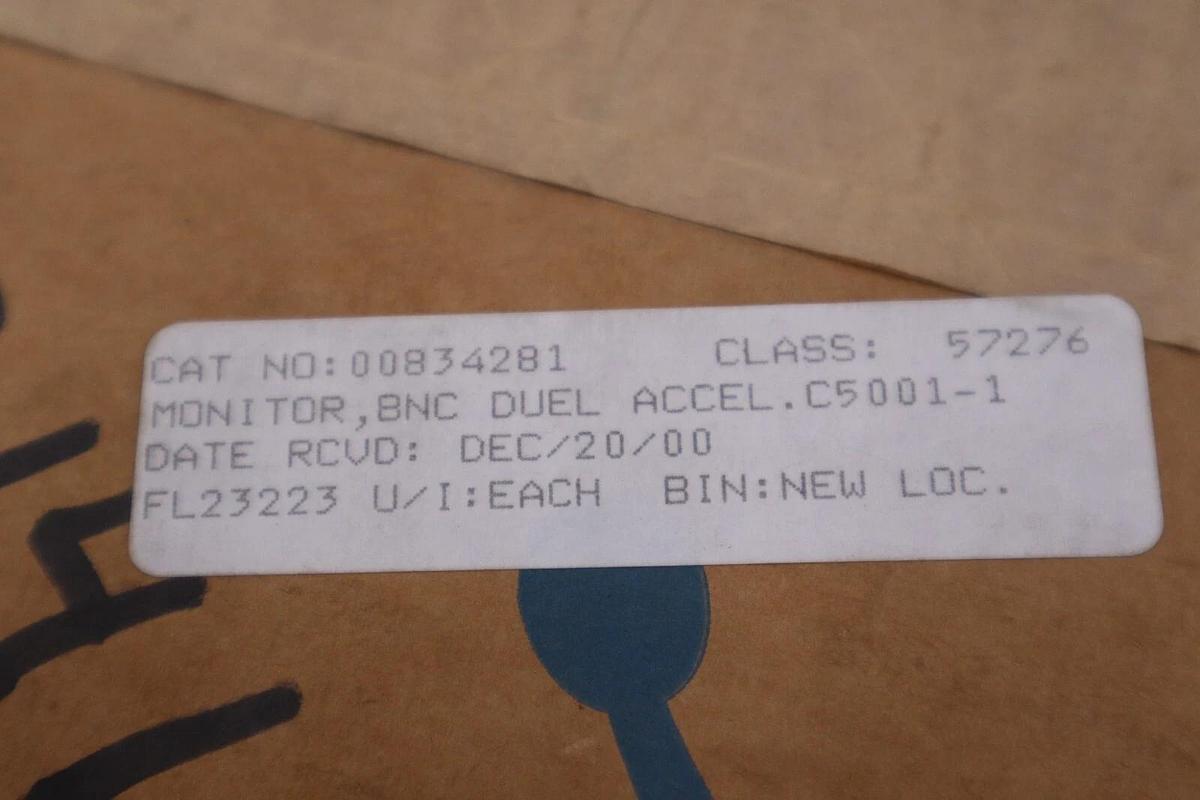 CAT NO:00834281 CLASS: 57276
MONITOR,BNC DUEL ACCEL.C5001-1
DATE RCVD: DEC/20/00
FL23223 U/I:EACH BIN:NEW LOC.